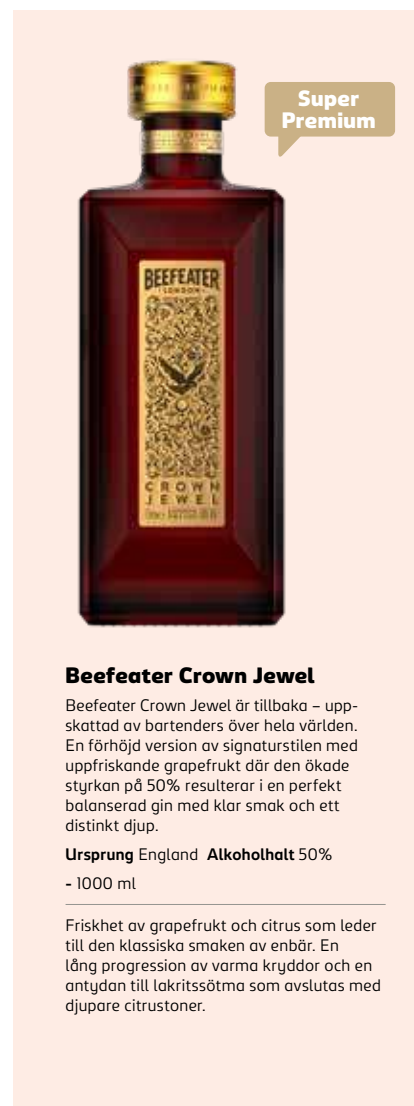 Super
Premium
BEEFEATER
LONDON
CROWN
JEWEL
Beefeater Crown Jewel
Beefeater Crown Jewel är tillbaka – upp-
skattad av bartenders över hela världen.
En förhöjd version av signaturstilen med
uppfriskande grapefrukt där den ökade
styrkan på 50% resulterar i en perfekt
balanserad gin med klar smak och ett
distinkt djup.
Ursprung England Alkoholhalt 50%
- 1000 ml
Friskhet av grapefrukt och citrus som leder
till den klassiska smaken av enbär. En
lång progression av varma kryddor och en
antydan till lakritssötma som avslutas med
djupare citrustoner.